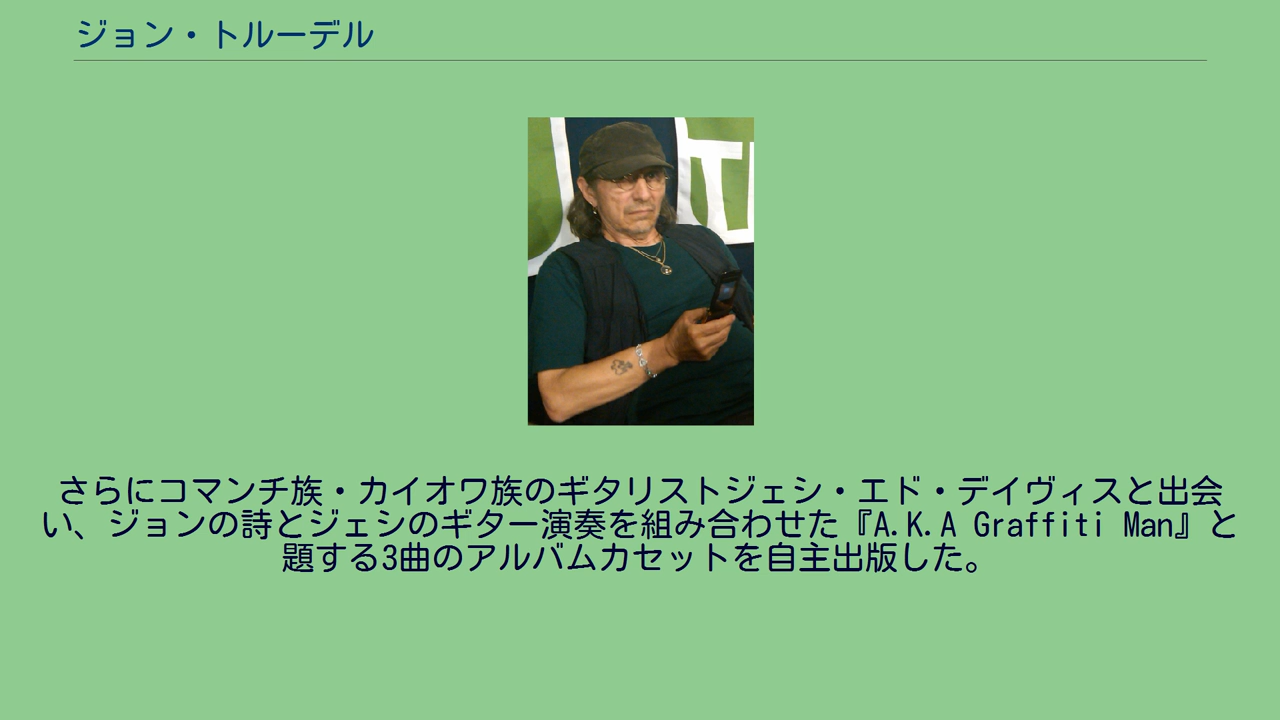 ジョン・トルーデル
さらにコマンチ族・カイオワ族のギタリストジェシ・エド・デイヴィスと出会
い、ジョンの詩とジェシのギター演奏を組み合わせた『A.K.A Graffiti Man』と
題する3曲のアルバムカセットを自主出版した。